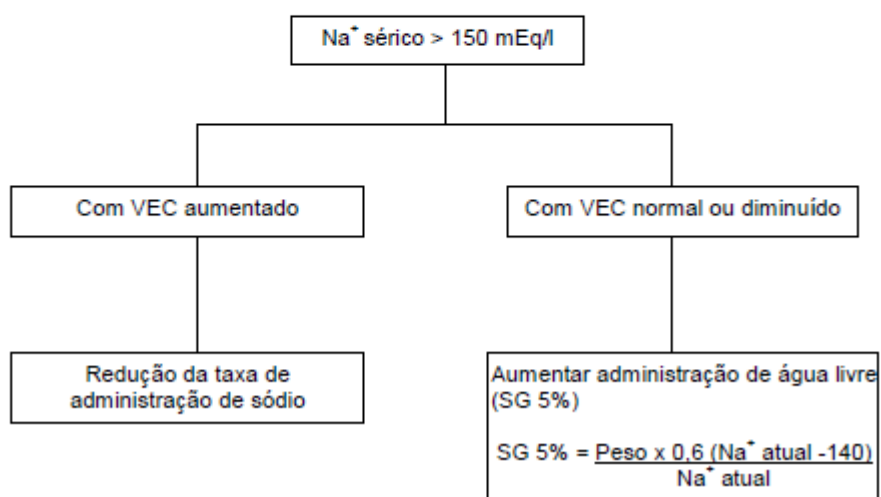 Na⁺ sérico > 150 mEq/l
Com VEC aumentado
Com VEC normal ou diminuído
Redução da taxa de
administração de sódio
Aumentar administração de água livre
(SG 5%)
SG 5% = Peso x 0,6 (Na⁺ atual -140)
Na⁺ atual